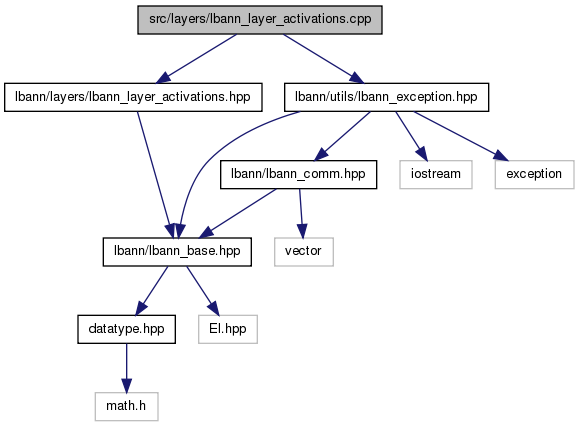 src/layers/lbann_layer_activations.cpp
lbann/layers/lbann_layer_activations.hpp
lbann/utils/lbann_exception.hpp
lbann/lbann_comm.hpp
iostream
exception
lbann/lbann_base.hpp
vector
datatype.hpp
El.hpp
math.h